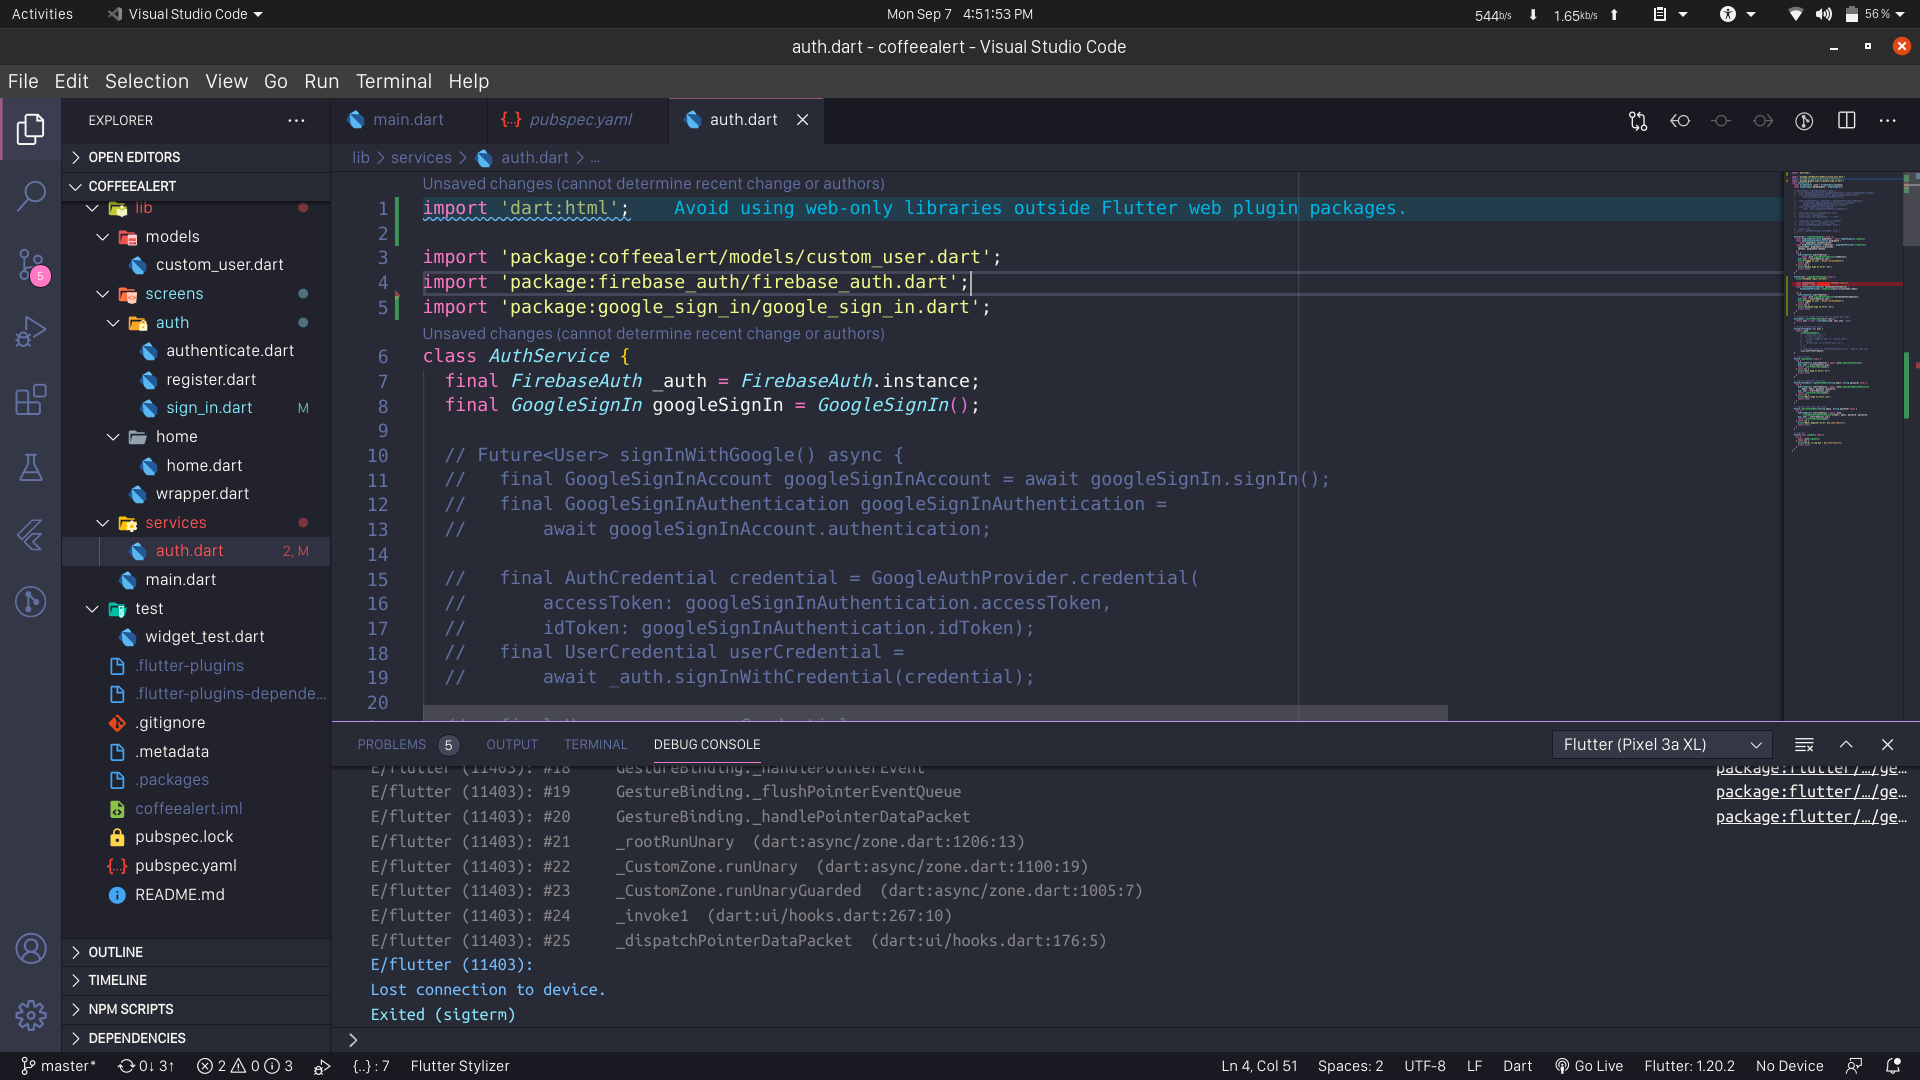 Activities
Visual Studio Code
Mon Sep 7 4:51:53 PM
544b/s
1.65kb/s
56 %
auth.dart - coffeealert - Visual Studio Code
File Edit Selection View Go Run Terminal Help
EXPLORER
OPEN EDITORS
COFFEEALERT
lib
models
custom_user.dart
screens
auth
authenticate.dart
register.dart
sign_in.dart M
home
home.dart
wrapper.dart
services
auth.dart 2, M
main.dart
test
widget_test.dart
.flutter-plugins
.flutter-plugins-depende...
.gitignore
.metadata
.packages
coffeealert.iml
pubspec.lock
pubspec.yaml
README.md
OUTLINE
TIMELINE
NPM SCRIPTS
DEPENDENCIES
5
main.dart
{..} pubspec.yaml
auth.dart
lib > services > auth.dart > ...
Unsaved changes (cannot determine recent change or authors)
1 import 'dart:html'; Avoid using web-only libraries outside Flutter web plugin packages.
2
3 import 'package:coffeealert/models/custom_user.dart';
4 import 'package:firebase_auth/firebase_auth.dart';
5 import 'package:google_sign_in/google_sign_in.dart';
Unsaved changes (cannot determine recent change or authors)
6 class AuthService {
7 final FirebaseAuth _auth = FirebaseAuth.instance;
8 final GoogleSignIn googleSignIn = GoogleSignIn();
9
10 // Future<User> signInWithGoogle() async {
11 // final GoogleSignInAccount googleSignInAccount = await googleSignIn.signIn();
12 // final GoogleSignInAuthentication googleSignInAuthentication =
13 // await googleSignInAccount.authentication;
14
15 // final AuthCredential credential = GoogleAuthProvider.credential(
16 // accessToken: googleSignInAuthentication.accessToken,
17 // idToken: googleSignInAuthentication.idToken);
18 // final UserCredential userCredential =
19 // await _auth.signInWithCredential(credential);
20
PROBLEMS 5 OUTPUT TERMINAL DEBUG CONSOLE
Flutter (Pixel 3a XL)
E/flutter (11403): #18 GestureBinding._handlePointerEvent package:flutter/…/ge…
E/flutter (11403): #19 GestureBinding._flushPointerEventQueue package:flutter/…/ge…
E/flutter (11403): #20 GestureBinding._handlePointerDataPacket package:flutter/…/ge…
E/flutter (11403): #21 _rootRunUnary (dart:async/zone.dart:1206:13)
E/flutter (11403): #22 _CustomZone.runUnary (dart:async/zone.dart:1100:19)
E/flutter (11403): #23 _CustomZone.runUnaryGuarded (dart:async/zone.dart:1005:7)
E/flutter (11403): #24 _invoke1 (dart:ui/hooks.dart:267:10)
E/flutter (11403): #25 _dispatchPointerDataPacket (dart:ui/hooks.dart:176:5)
E/flutter (11403):
Lost connection to device.
Exited (sigterm)
>
master* 0↓ 3↑ 2 0 3 {..} : 7 Flutter Stylizer
Ln 4, Col 51 Spaces: 2 UTF-8 LF Dart Go Live Flutter: 1.20.2 No Device